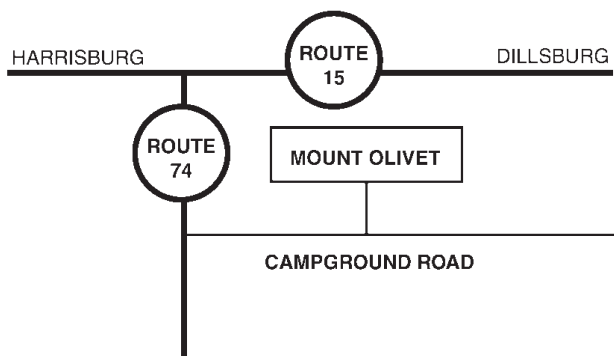 HARRISBURG
ROUTE
15
DILLSBURG
ROUTE
74
MOUNT OLIVET
CAMPGROUND ROAD